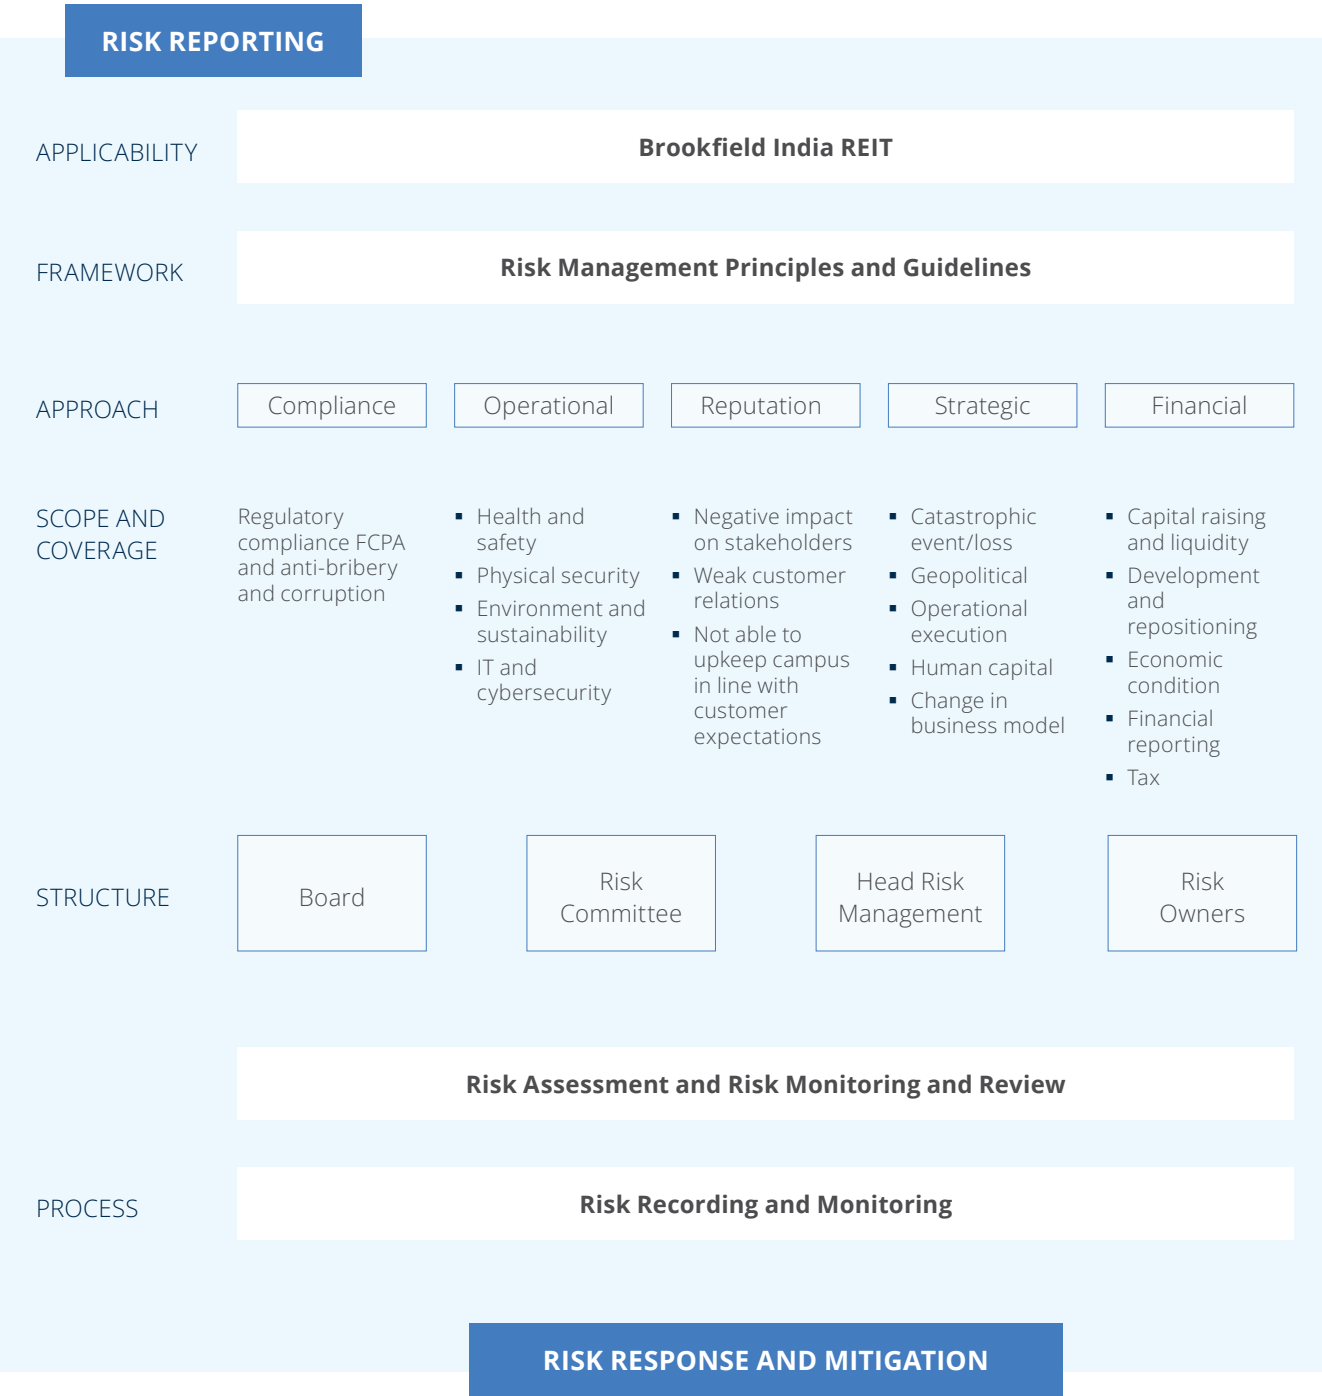 RISK REPORTING
APPLICABILITY
Brookfield India REIT
FRAMEWORK
Risk Management Principles and Guidelines
APPROACH
Compliance
Operational
Reputation
Strategic
Financial
SCOPE AND
COVERAGE
Regulatory
compliance FCPA
and anti-bribery
and corruption
▪ Health and
safety
▪ Physical security
▪ Environment and
sustainability
▪ IT and
cybersecurity
▪ Negative impact
on stakeholders
▪ Weak customer
relations
▪ Not able to
upkeep campus
in line with
customer
expectations
▪ Catastrophic
event/loss
▪ Geopolitical
▪ Operational
execution
▪ Human capital
▪ Change in
business model
▪ Capital raising
and liquidity
▪ Development
and
repositioning
▪ Economic
condition
▪ Financial
reporting
▪ Tax
STRUCTURE
Board
Risk
Committee
Head Risk
Management
Risk
Owners
Risk Assessment and Risk Monitoring and Review
PROCESS
Risk Recording and Monitoring
RISK RESPONSE AND MITIGATION